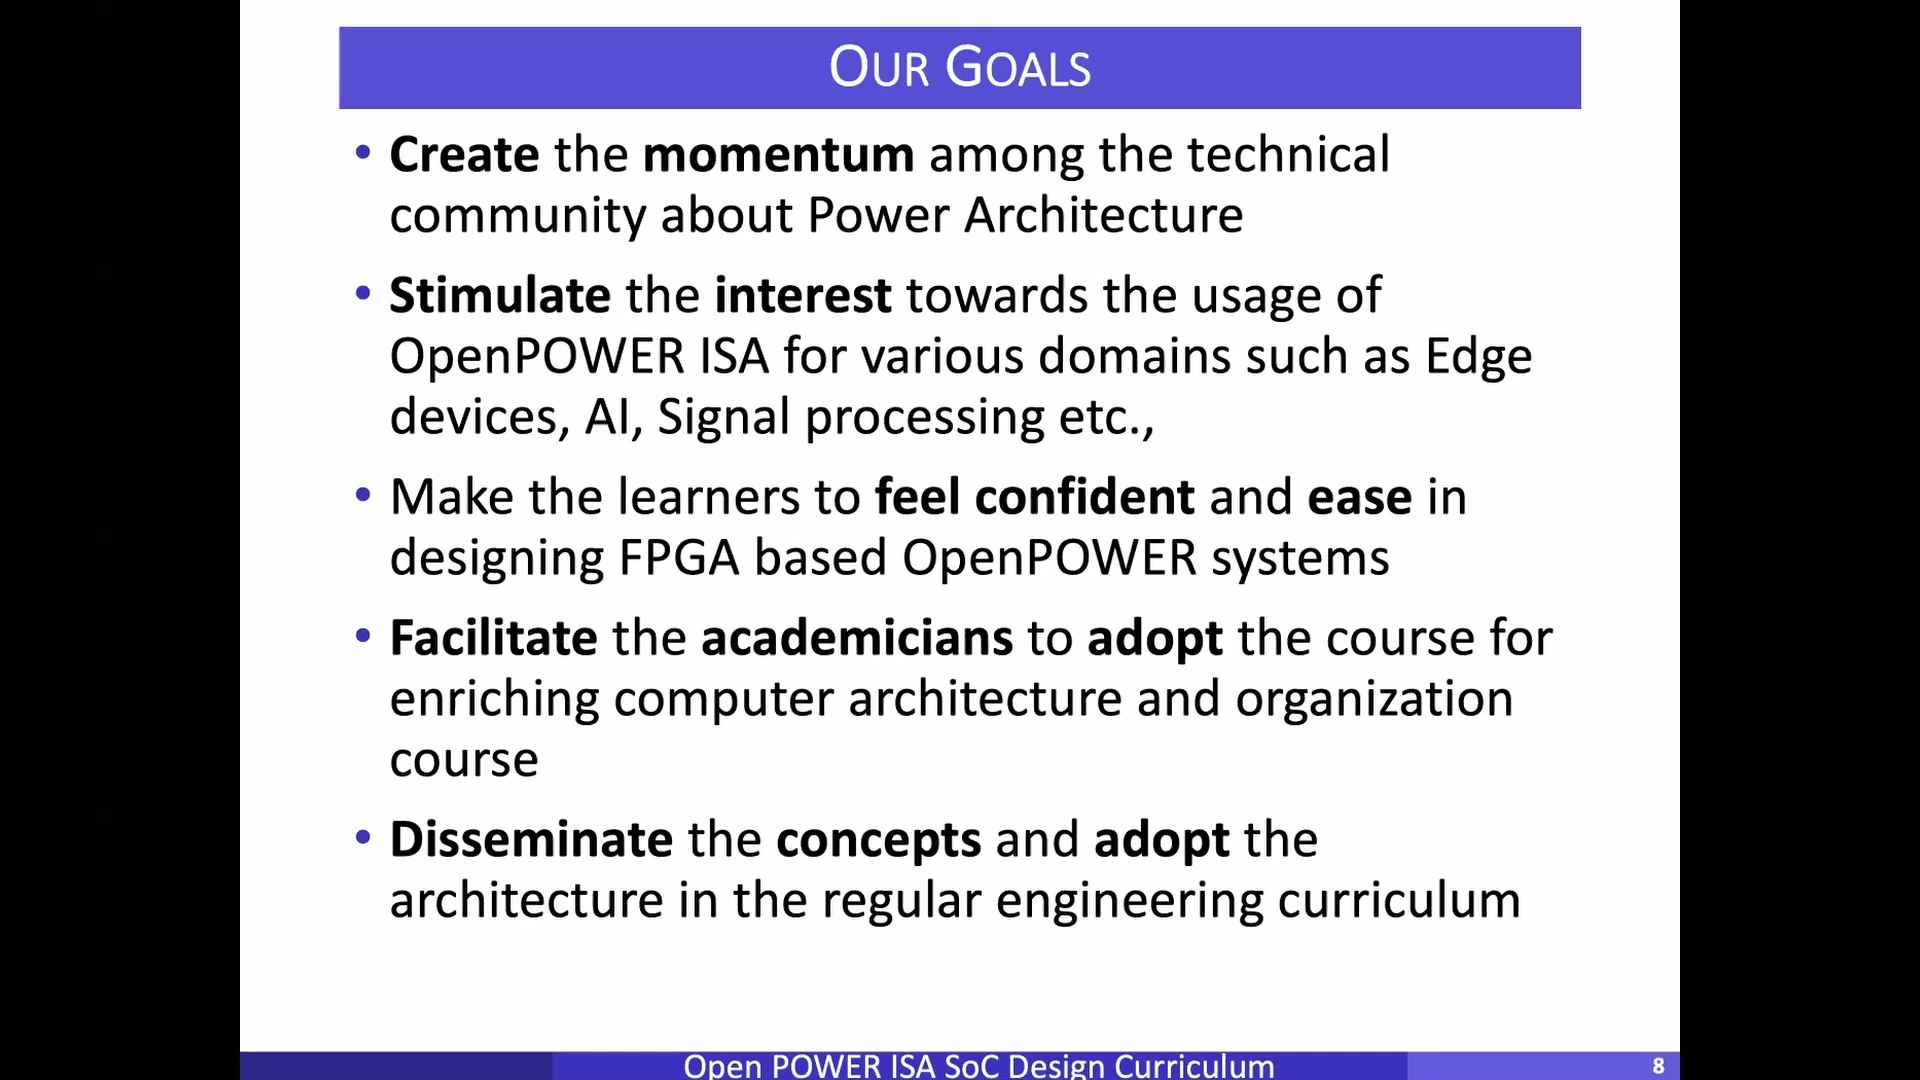 OUR GOALS
• Create the momentum among the technical
community about Power Architecture
• Stimulate the interest towards the usage of
OpenPOWER ISA for various domains such as Edge
devices, AI, Signal processing etc.,
• Make the learners to feel confident and ease in
designing FPGA based OpenPOWER systems
• Facilitate the academicians to adopt the course for
enriching computer architecture and organization
course
• Disseminate the concepts and adopt the
architecture in the regular engineering curriculum
Open POWER ISA SoC Design Curriculum
8